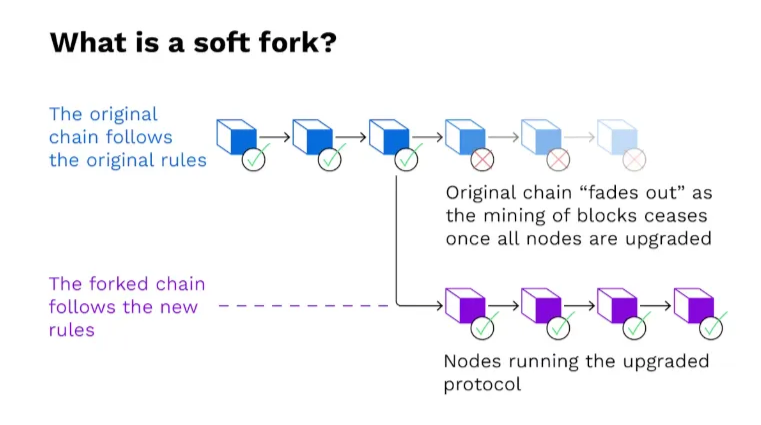 What is a soft fork?
The original
chain follows
the original rules
Original chain “fades out” as
the mining of blocks ceases
once all nodes are upgraded
The forked chain
follows the new
rules
Nodes running the upgraded
protocol